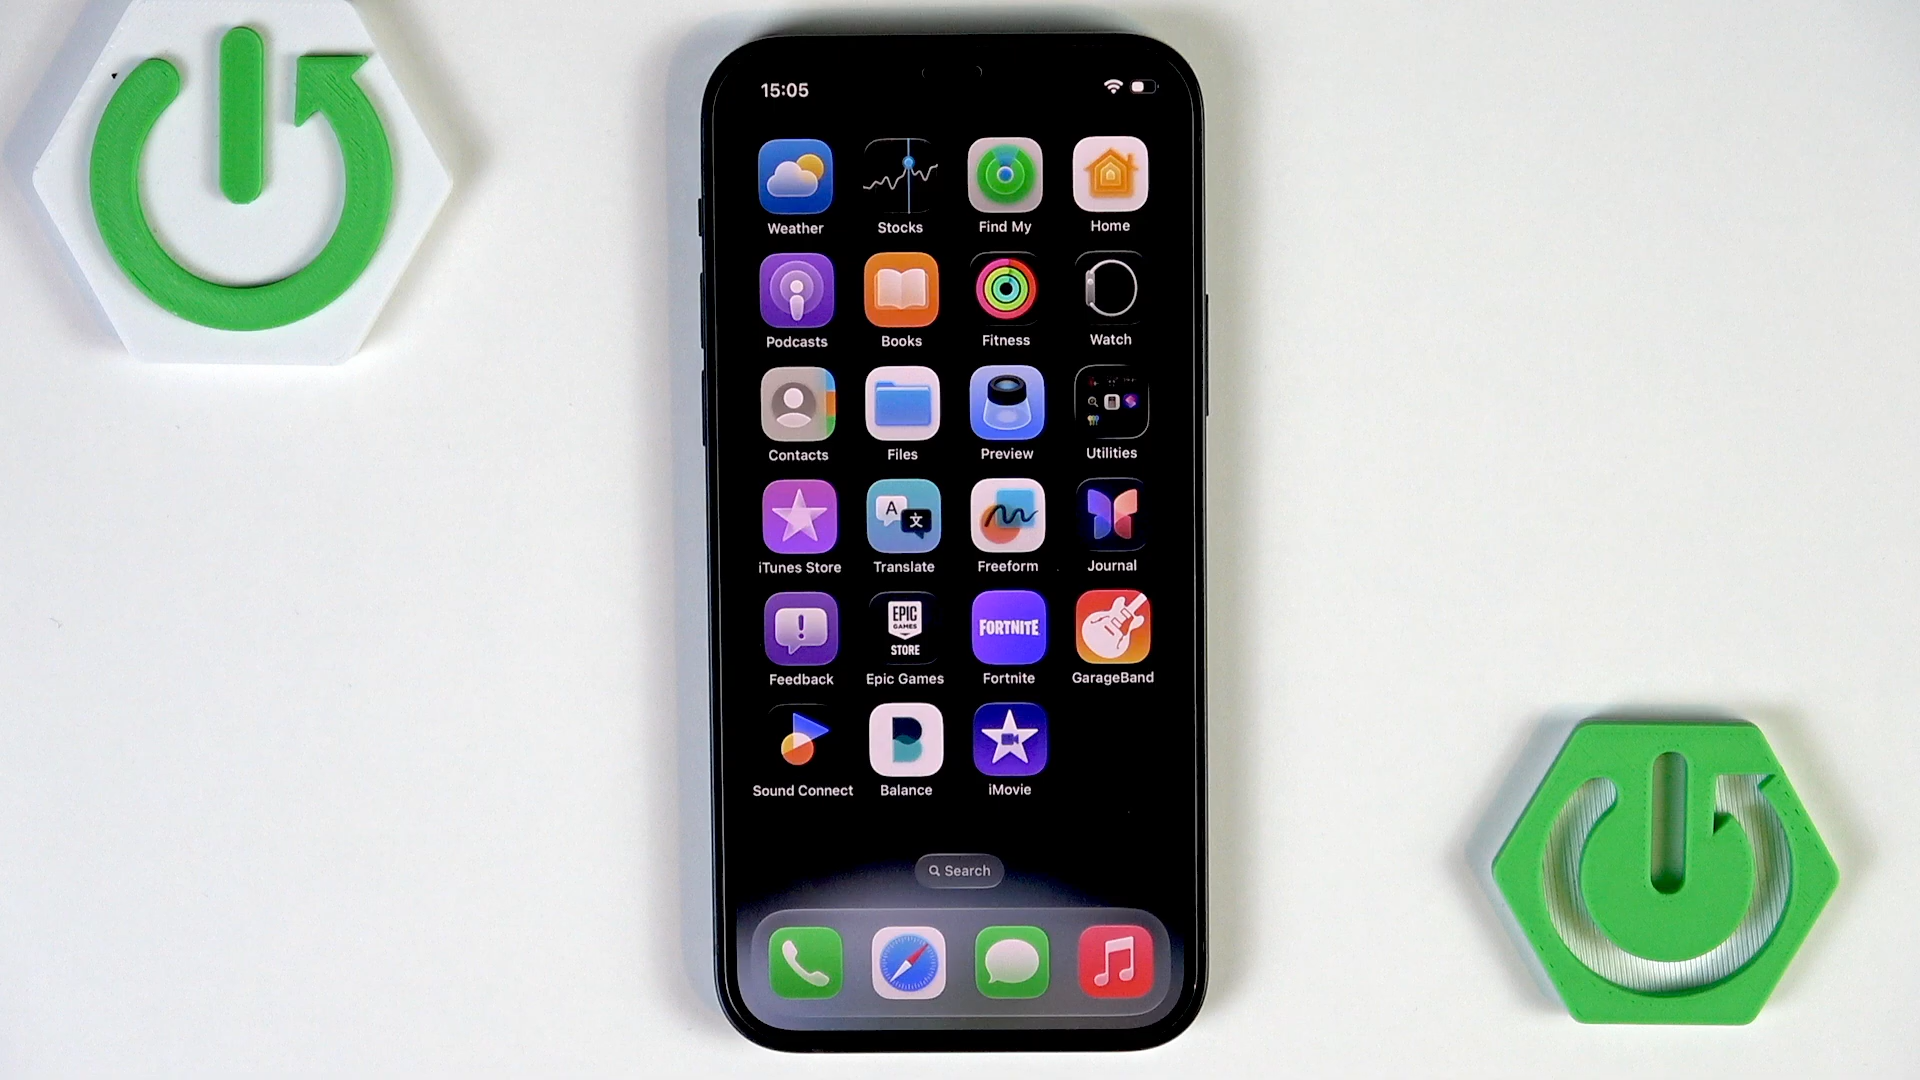 15:05
Weather Stocks Find My Home
Podcasts Books Fitness Watch
Contacts Files Preview Utilities
A 文
iTunes Store Translate Freeform Journal
EPIC
GAMES
STORE
FORTNITE
Feedback Epic Games Fortnite GarageBand
Sound Connect Balance iMovie
Search